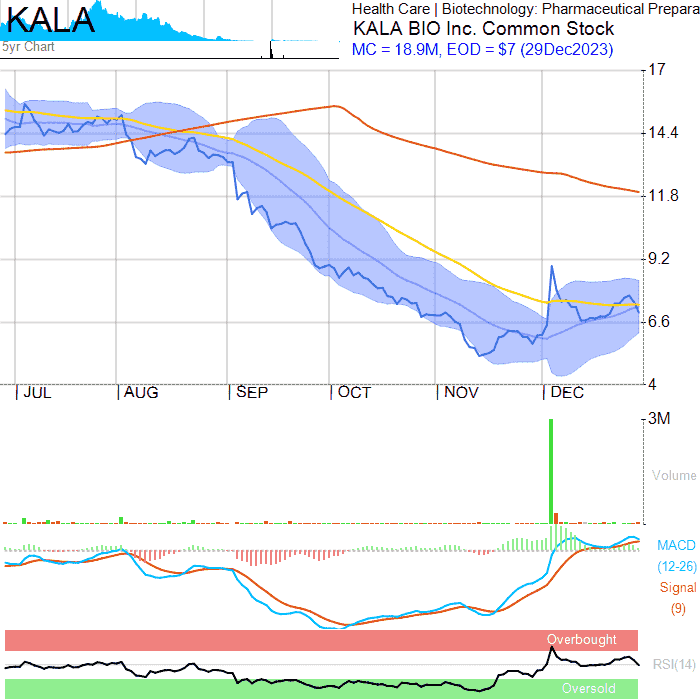 KALA
5yr Chart
Health Care | Biotechnology: Pharmaceutical Prepara
KALA BIO Inc. Common Stock
MC = 18.9M, EOD = $7 (29Dec2023)
17
14.4
11.8
9.2
6.6
4
JUL AUG SEP OCT NOV DEC
3M
Volume
MACD
(12-26)
Signal
(9)
Overbought
RSI(14)
Oversold